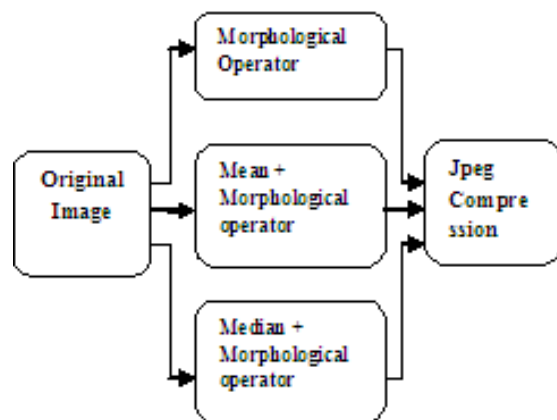 Morphological
Operator
Original
Image
Mean +
Morphological
operator
Jpeg
Compre
ssion
Median +
Morphological
operator